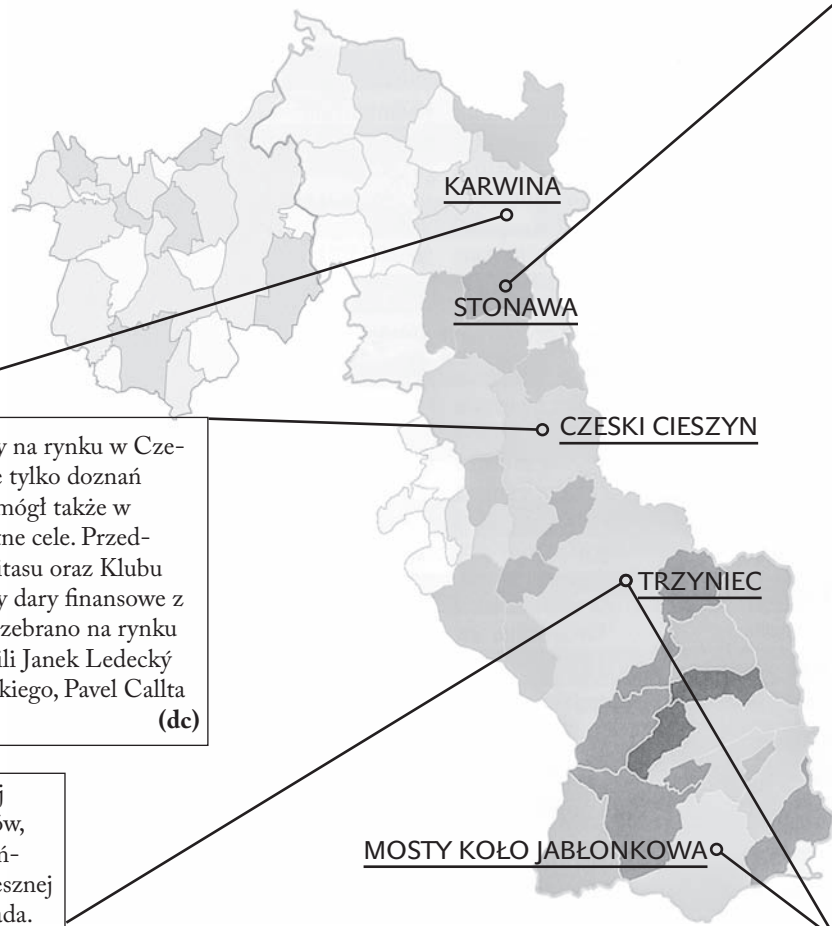 KARWINA
STONAWA
CZESKI CIESZYN
y na rynku w Cze-
e tylko doznań
mógł także w
ne cele. Przed-
itasu oraz Klubu
y dary finansowe z
zebrano na rynku
ili Janek Ledecký
kiego, Pavel Callta
(dc)
TRZYNIEC
j
ów,
ń-
esznej
ada.
MOSTY KOŁO JABŁONKOWA